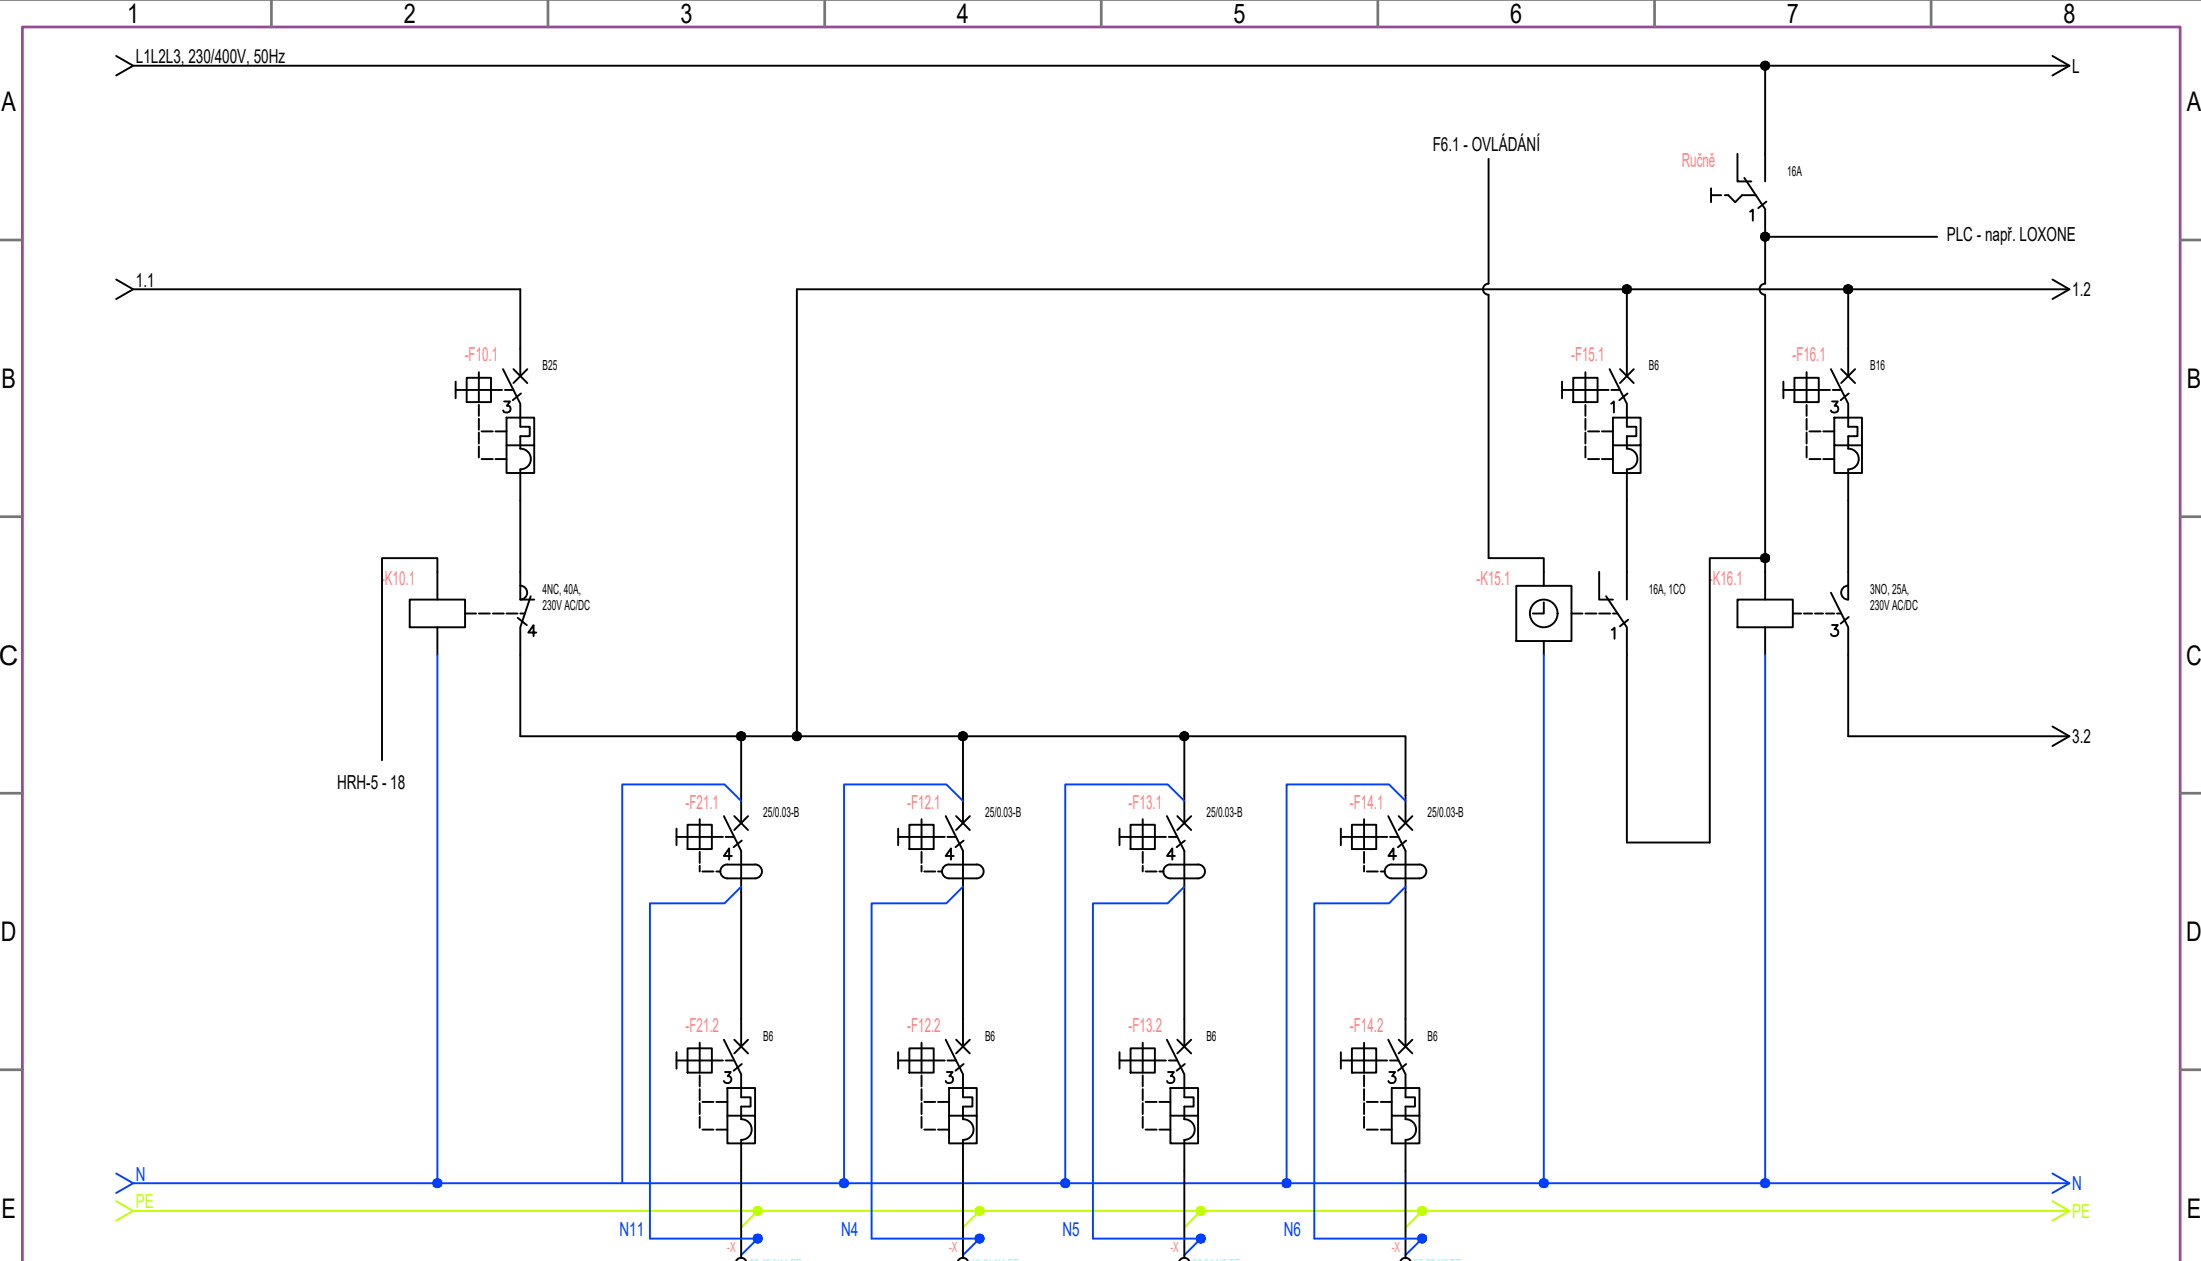 1 2 3 4 5 6 7 8
L1L2L3, 230/400V, 50Hz
L
A
A
F6.1 - OVLÁDÁNÍ
Ručně
16A
1
PLC - např. LOXONE
1.1
1.2
-F10.1
B25
3
-F15.1
B6
1
-F16.1
B16
3
B
B
-K10.1
4NC, 40A,
230V AC/DC
4
-K15.1
16A, 1CO
1
-K16.1
3NO, 25A,
230V AC/DC
3
C
C
3.2
HRH-5 - 18
-F21.1
25/0.03-B
4
-F12.1
25/0.03-B
4
-F13.1
25/0.03-B
4
-F14.1
25/0.03-B
4
D
D
-F21.2
B6
3
-F12.2
B6
3
-F13.2
B6
3
-F14.2
B6
3
N
N
PE
PE
E
E
N11
N4
N5
N6
-X
-X
-X
-X